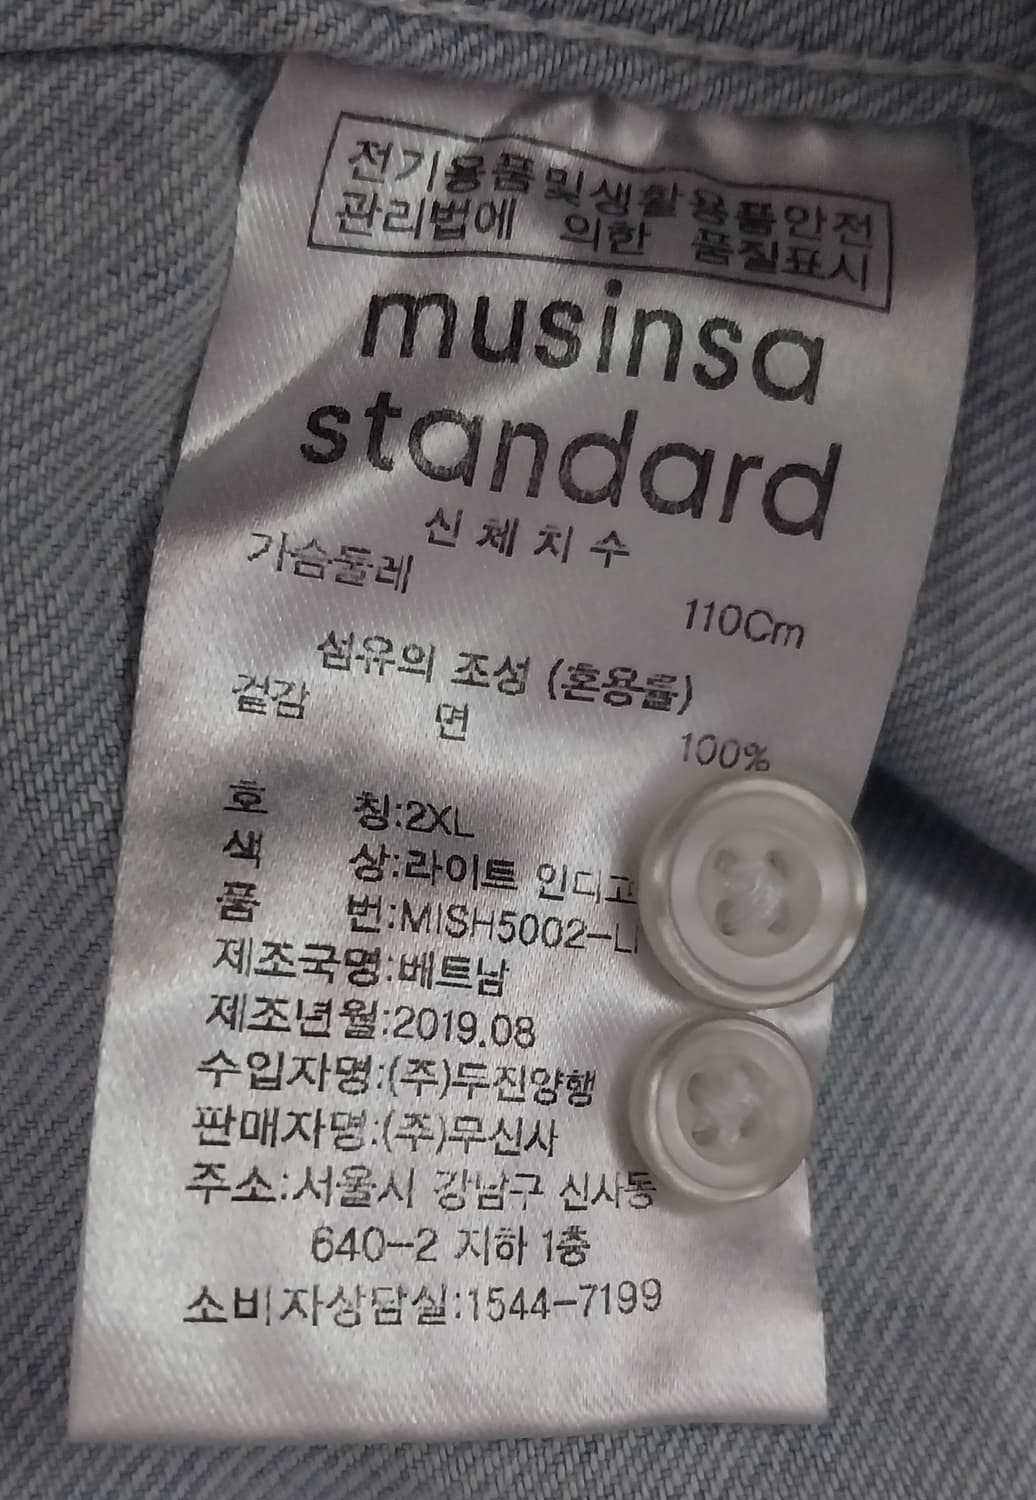 전기용품및생활용품안전
관리법에 의한 품질표시
musinsa
standard
신체치수
가슴둘레 110Cm
섬유의 조성 (혼용률)
겉감 면 100%
호 칭:2XL
색 상:라이트 인디고
품 번:MISH5002-LI
제조국명:베트남
제조년월:2019.08
수입자명:(주)두진양행
판매자명:(주)무신사
주소:서울시 강남구 신사동
640-2 지하 1층
소비자상담실:1544-7199